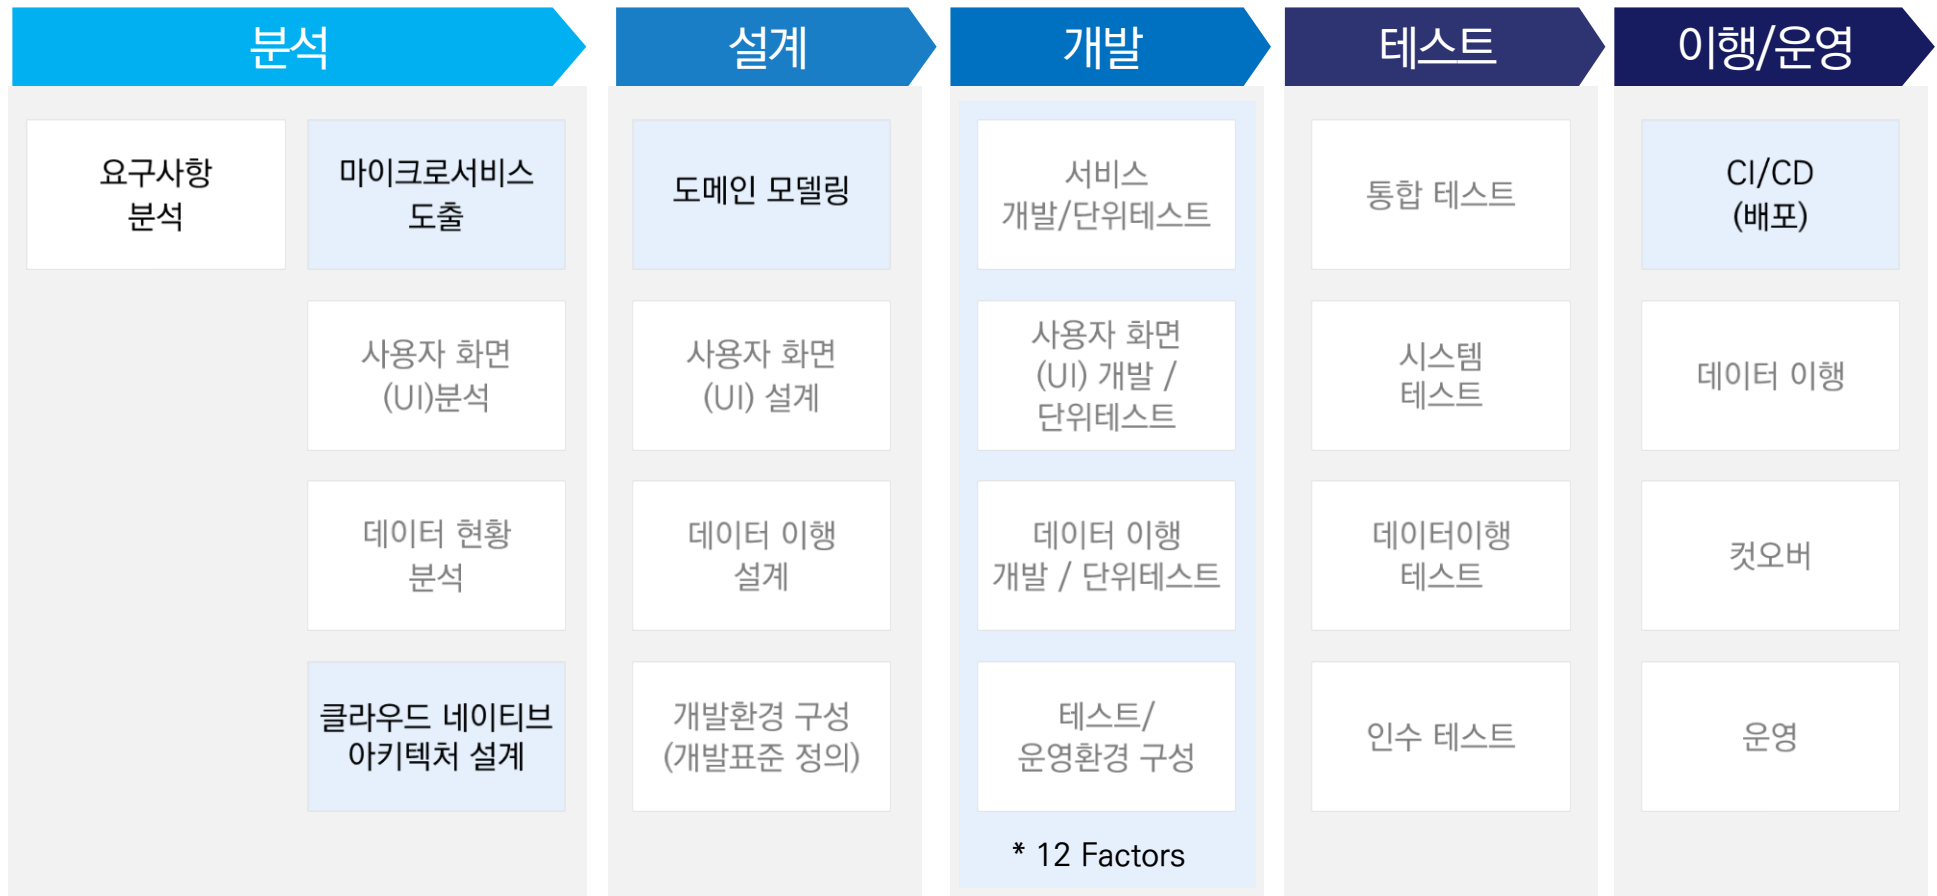 분석
설계
개발
테스트
이행/운영
요구사항
분석
마이크로서비스
도출
사용자 화면
(UI)분석
데이터 현황
분석
클라우드 네이티브
아키텍처 설계
도메인 모델링
사용자 화면
(UI) 설계
데이터 이행
설계
개발환경 구성
(개발표준 정의)
서비스
개발/단위테스트
사용자 화면
(UI) 개발 /
단위테스트
데이터 이행
개발 / 단위테스트
테스트/
운영환경 구성
* 12 Factors
통합 테스트
시스템
테스트
데이터이행
테스트
인수 테스트
CI/CD
(배포)
데이터 이행
컷오버
운영